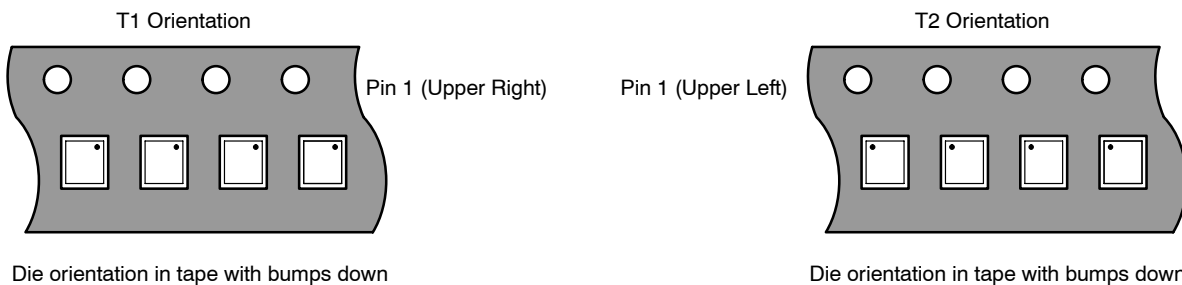 T1 Orientation
T2 Orientation
Pin 1 (Upper Right)
Pin 1 (Upper Left)
Die orientation in tape with bumps down
Die orientation in tape with bumps down